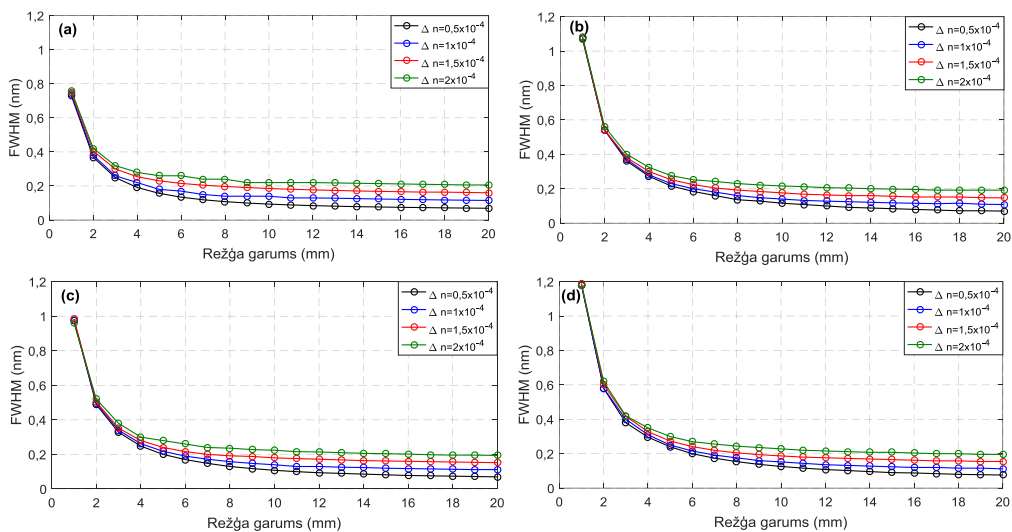 (a)
Δ n=0,5x10⁻⁴
Δ n=1x10⁻⁴
Δ n=1,5x10⁻⁴
Δ n=2x10⁻⁴
1,2
1
0,8
0,6
0,4
0,2
0
FWHM (nm)
0 2 4 6 8 10 12 14 16 18 20
Režģa garums (mm)
(b)
Δ n=0,5x10⁻⁴
Δ n=1x10⁻⁴
Δ n=1,5x10⁻⁴
Δ n=2x10⁻⁴
1,2
1
0,8
0,6
0,4
0,2
0
FWHM (nm)
0 2 4 6 8 10 12 14 16 18 20
Režģa garums (mm)
(c)
Δ n=0,5x10⁻⁴
Δ n=1x10⁻⁴
Δ n=1,5x10⁻⁴
Δ n=2x10⁻⁴
1,2
1
0,8
0,6
0,4
0,2
0
FWHM (nm)
0 2 4 6 8 10 12 14 16 18 20
Režģa garums (mm)
(d)
Δ n=0,5x10⁻⁴
Δ n=1x10⁻⁴
Δ n=1,5x10⁻⁴
Δ n=2x10⁻⁴
1,2
1
0,8
0,6
0,4
0,2
0
FWHM (nm)
0 2 4 6 8 10 12 14 16 18 20
Režģa garums (mm)